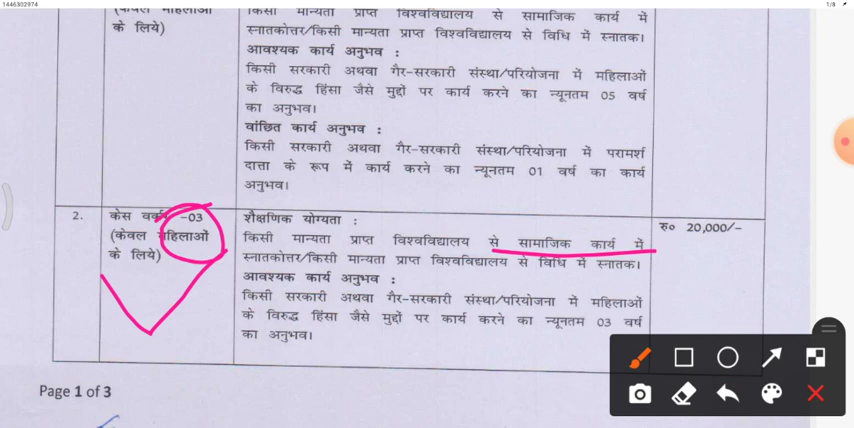 1446302974
1/8
(केवल महिलाओं
के लिये)
किसी मान्यता प्राप्त विश्वविद्यालय से सामाजिक कार्य में
स्नातकोत्तर/किसी मान्यता प्राप्त विश्वविद्यालय से विधि में स्नातक।
आवश्यक कार्य अनुभव :
किसी सरकारी अथवा गैर-सरकारी संस्था/परियोजना में महिलाओं
के विरुद्ध हिंसा जैसे मुद्दों पर कार्य करने का न्यूनतम 05 वर्ष
का अनुभव।
वांछित कार्य अनुभव :
किसी सरकारी अथवा गैर-सरकारी संस्था/परियोजना में परामर्श
दात्ता के रूप में कार्य करने का न्यूनतम 01 वर्ष का कार्य
अनुभव।
2.
केस वर्कर -03
(केवल महिलाओं
के लिये)
शैक्षणिक योग्यता :
किसी मान्यता प्राप्त विश्वविद्यालय से सामाजिक कार्य में
स्नातकोत्तर/किसी मान्यता प्राप्त विश्वविद्यालय से विधि में स्नातक।
आवश्यक कार्य अनुभव :
किसी सरकारी अथवा गैर-सरकारी संस्था/परियोजना में महिलाओं
के विरुद्ध हिंसा जैसे मुद्दों पर कार्य करने का न्यूनतम 03 वर्ष
का अनुभव।
रु० 20,000/-
Page 1 of 3